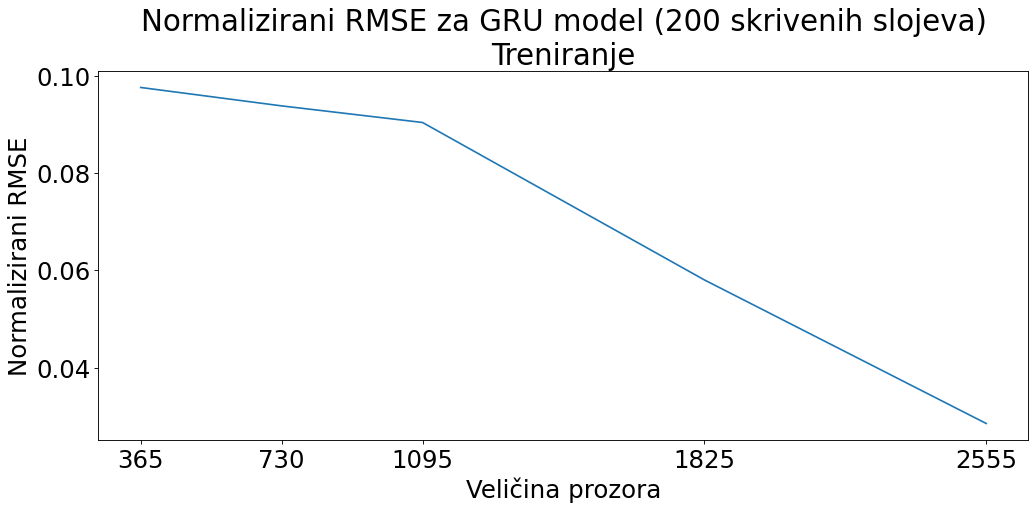 Normalizirani RMSE za GRU model (200 skrivenih slojeva)
Treniranje
Normalizirani RMSE
0.10
0.08
0.06
0.04
365 730 1095 1825 2555
Veličina prozora